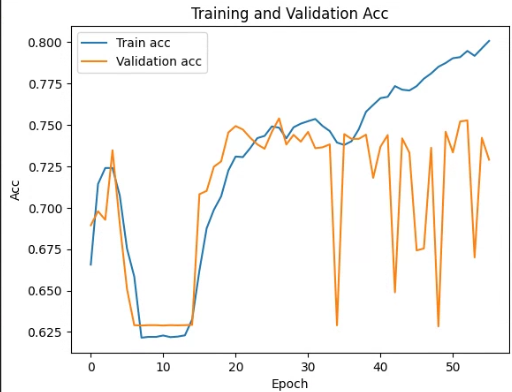 Training and Validation Acc
Train acc
Validation acc
0.800
0.775
0.750
0.725
0.700
0.675
0.650
0.625
Acc
0 10 20 30 40 50
Epoch